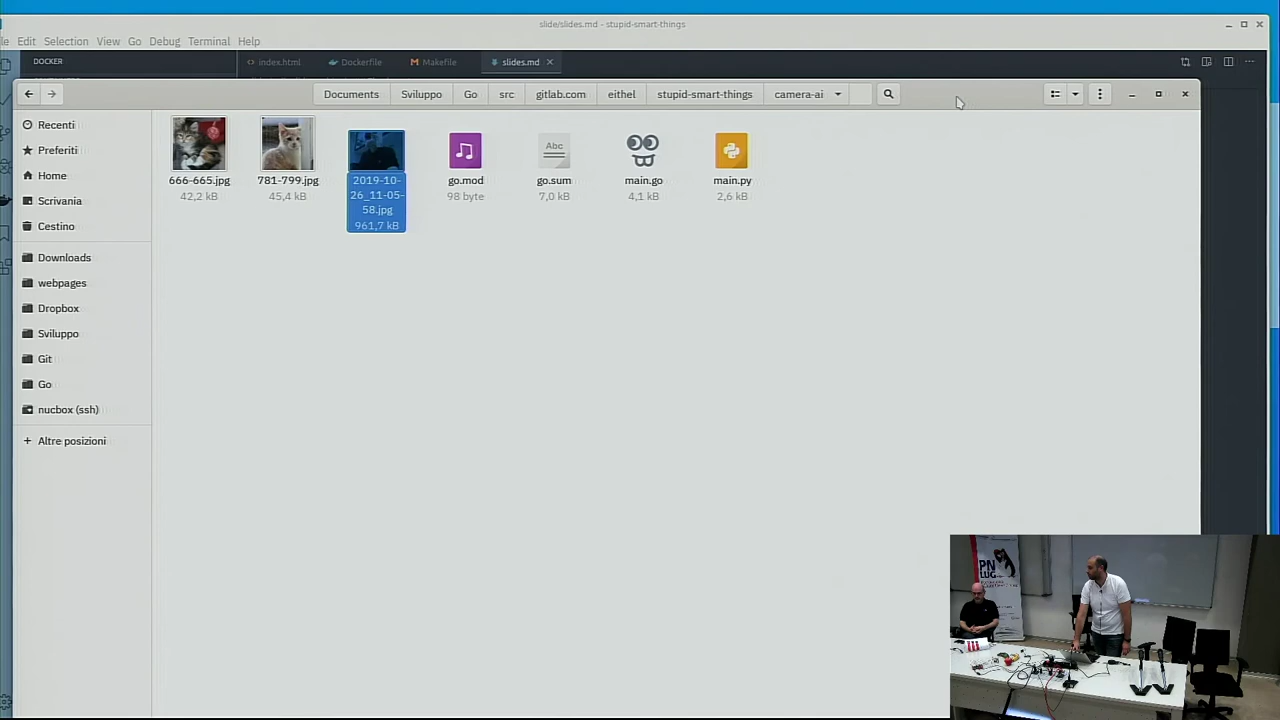 slide/slides.md - stupid-smart-things
le Edit Selection View Go Debug Terminal Help
DOCKER
index.html
Dockerfile
Makefile
slides.md
Documents Sviluppo Go src gitlab.com eithel stupid-smart-things camera-ai
Recenti
Preferiti
Home
Scrivania
Cestino
Downloads
webpages
Dropbox
Sviluppo
Git
Go
nucbox (ssh)
+ Altre posizioni
666-665.jpg
42,2 kB
781-799.jpg
45,4 kB
2019-10-
26_11-05-
58.jpg
961,7 kB
go.mod
98 byte
Abc
go.sum
7,0 kB
main.go
4,1 kB
main.py
2,6 kB
PN
LUG